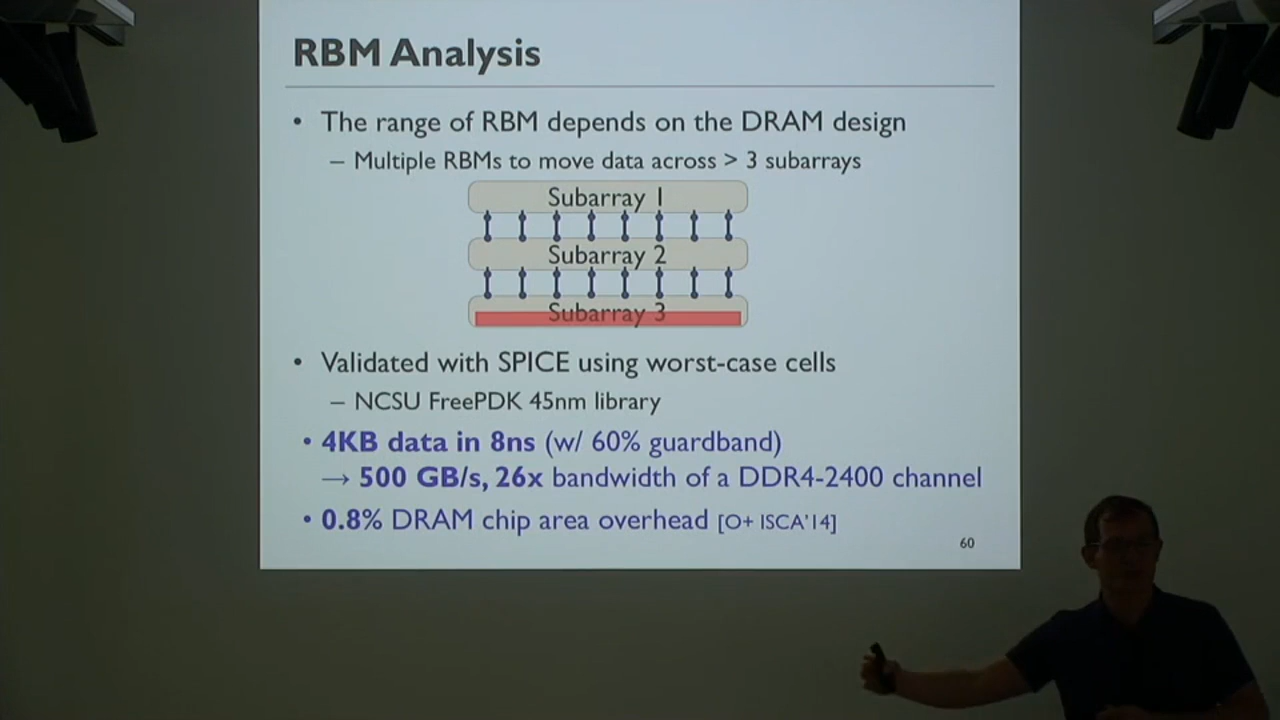 RBM Analysis
• The range of RBM depends on the DRAM design
– Multiple RBMs to move data across > 3 subarrays
Subarray 1
Subarray 2
Subarray 3
• Validated with SPICE using worst-case cells
– NCSU FreePDK 45nm library
• 4KB data in 8ns (w/ 60% guardband)
→ 500 GB/s, 26x bandwidth of a DDR4-2400 channel
• 0.8% DRAM chip area overhead [O+ ISCA'14]
60